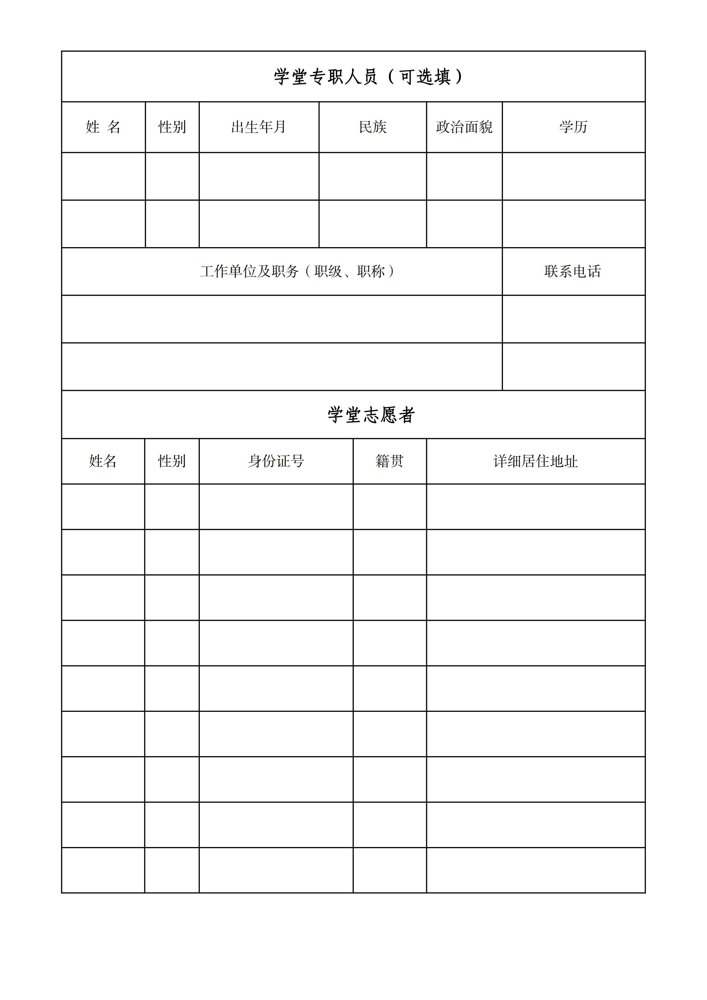 学堂专职人员（可选填）
姓 名 性别 出生年月 民族 政治面貌 学历
工作单位及职务（职级、职称） 联系电话
学堂志愿者
姓名 性别 身份证号 籍贯 详细居住地址